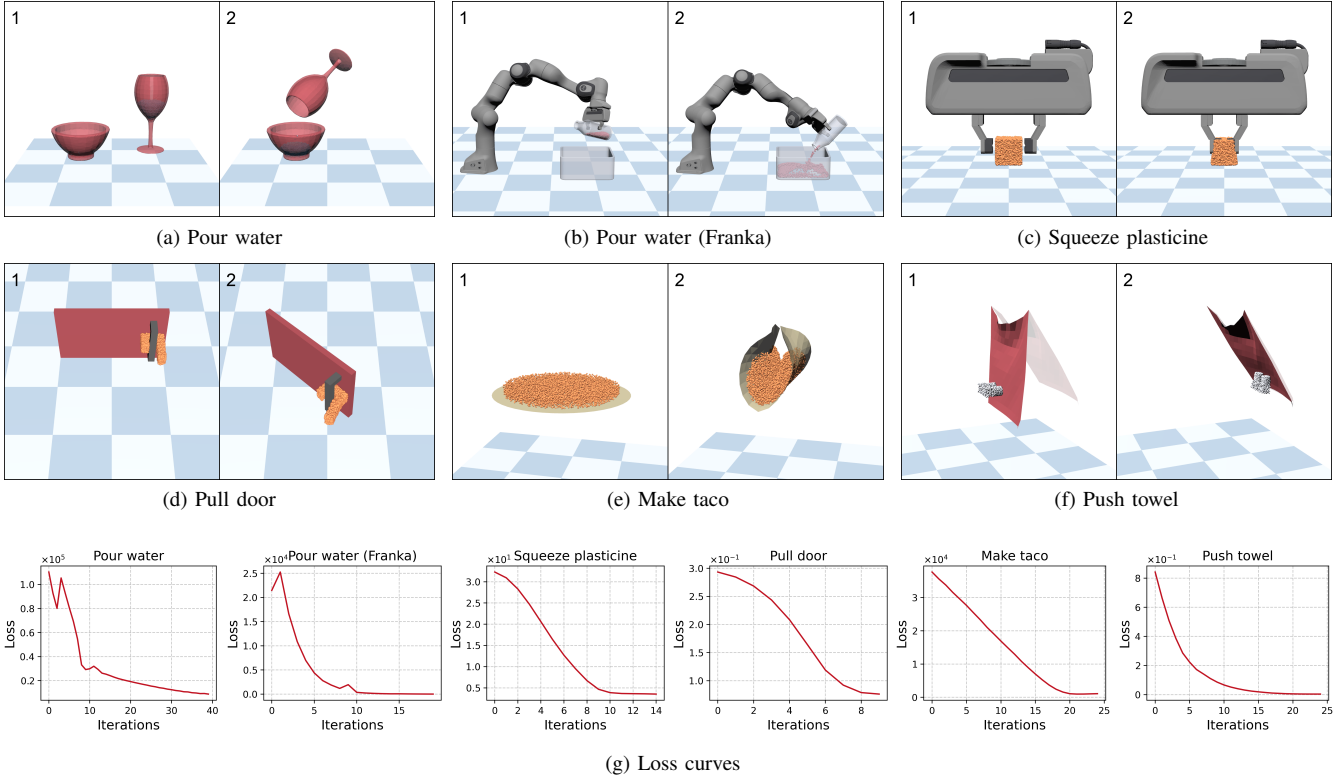 1 2 1 2 1 2
(a) Pour water (b) Pour water (Franka) (c) Squeeze plasticine
1 2 1 2 1 2
(d) Pull door (e) Make taco (f) Push towel
Pour water
×10⁵
Loss
1.0
0.8
0.6
0.4
0.2
0 10 20 30 40
Iterations
Pour water (Franka)
×10⁴
Loss
2.5
2.0
1.5
1.0
0.5
0.0
0 5 10 15
Iterations
Squeeze plasticine
×10¹
Loss
3.0
2.5
2.0
1.5
1.0
0.5
0 2 4 6 8 10 12 14
Iterations
Pull door
×10⁻¹
Loss
3.0
2.5
2.0
1.5
1.0
0 2 4 6 8
Iterations
Make taco
×10⁴
Loss
3
2
1
0
0 5 10 15 20 25
Iterations
Push towel
×10⁻¹
Loss
8
6
4
2
0
0 5 10 15 20 25
Iterations
(g) Loss curves